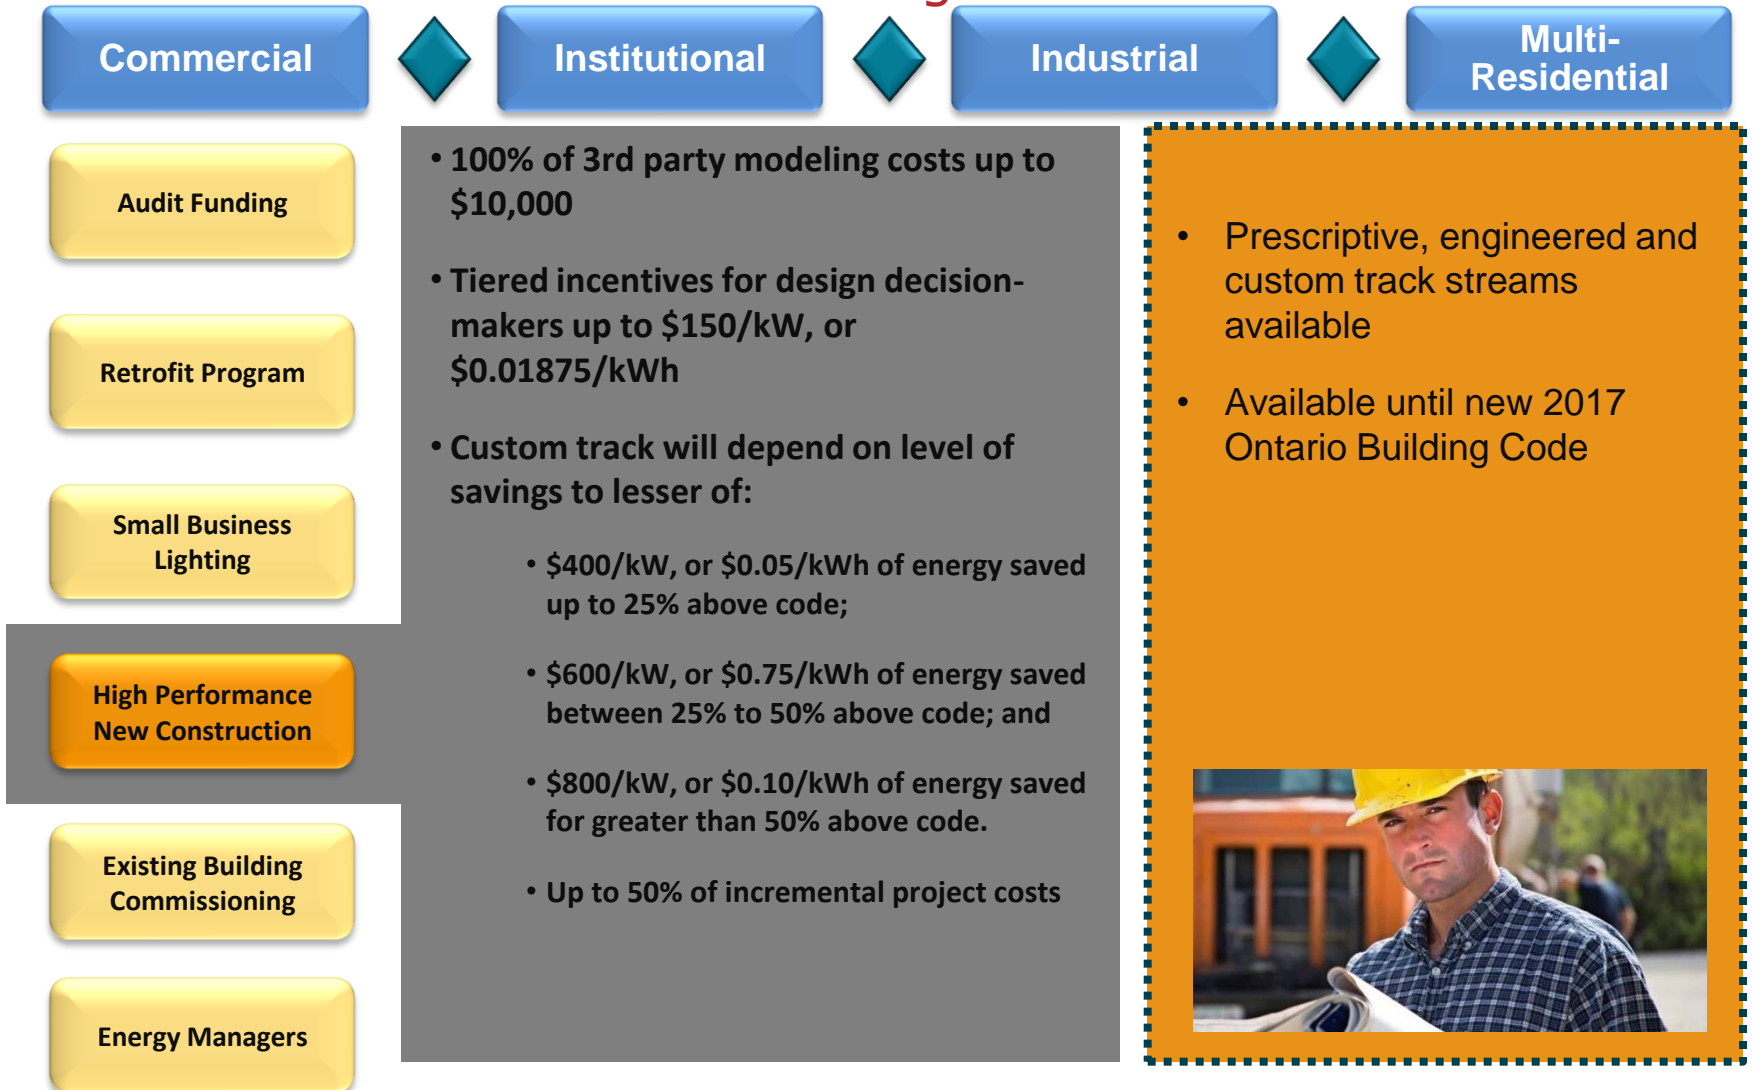 Commercial
Institutional
Industrial
Multi-
Residential
Audit Funding
Retrofit Program
Small Business
Lighting
High Performance
New Construction
Existing Building
Commissioning
Energy Managers
• 100% of 3rd party modeling costs up to
$10,000
• Tiered incentives for design decision-
makers up to $150/kW, or
$0.01875/kWh
• Custom track will depend on level of
savings to lesser of:
• $400/kW, or $0.05/kWh of energy saved
up to 25% above code;
• $600/kW, or $0.75/kWh of energy saved
between 25% to 50% above code; and
• $800/kW, or $0.10/kWh of energy saved
for greater than 50% above code.
• Up to 50% of incremental project costs
• Prescriptive, engineered and
custom track streams
available
• Available until new 2017
Ontario Building Code